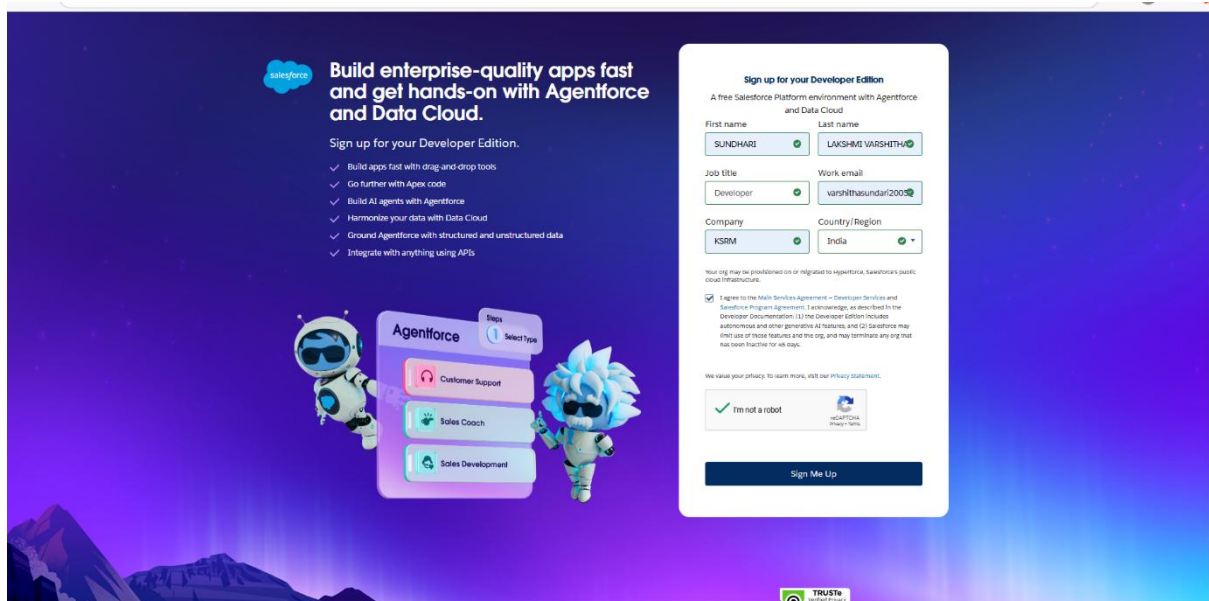 salesforce
Build enterprise-quality apps fast
and get hands-on with Agentforce
and Data Cloud.
Sign up for your Developer Edition.
Build apps fast with drag-and-drop tools
Go further with Apex code
Build AI agents with Agentforce
Harmonize your data with Data Cloud
Ground Agentforce with structured and unstructured data
Integrate with anything using APIs
Agentforce
Steps
1
Select Type
Customer Support
Sales Coach
Sales Development
Sign up for your Developer Edition
A free Salesforce Platform environment with Agentforce
and Data Cloud
First name Last name
SUNDHARI LAKSHMI VARSHITHA
Job title Work email
Developer varshithasundari2005
Company Country/Region
KSRM India
Your org may be provisioned on or migrated to Hyperforce, Salesforce's public
cloud infrastructure.
I agree to the Main Services Agreement – Developer Services and
Salesforce Program Agreement. I acknowledge, as described in the
Developer Documentation: (1) the Developer Edition includes
autonomous and other generative AI features, and (2) Salesforce may
limit use of those features and the org, and may terminate any org that
has been inactive for 45 days.
We value your privacy. To learn more, visit our Privacy Statement.
I'm not a robot
reCAPTCHA
Privacy - Terms
Sign Me Up
TRUSTe
Verified Privacy